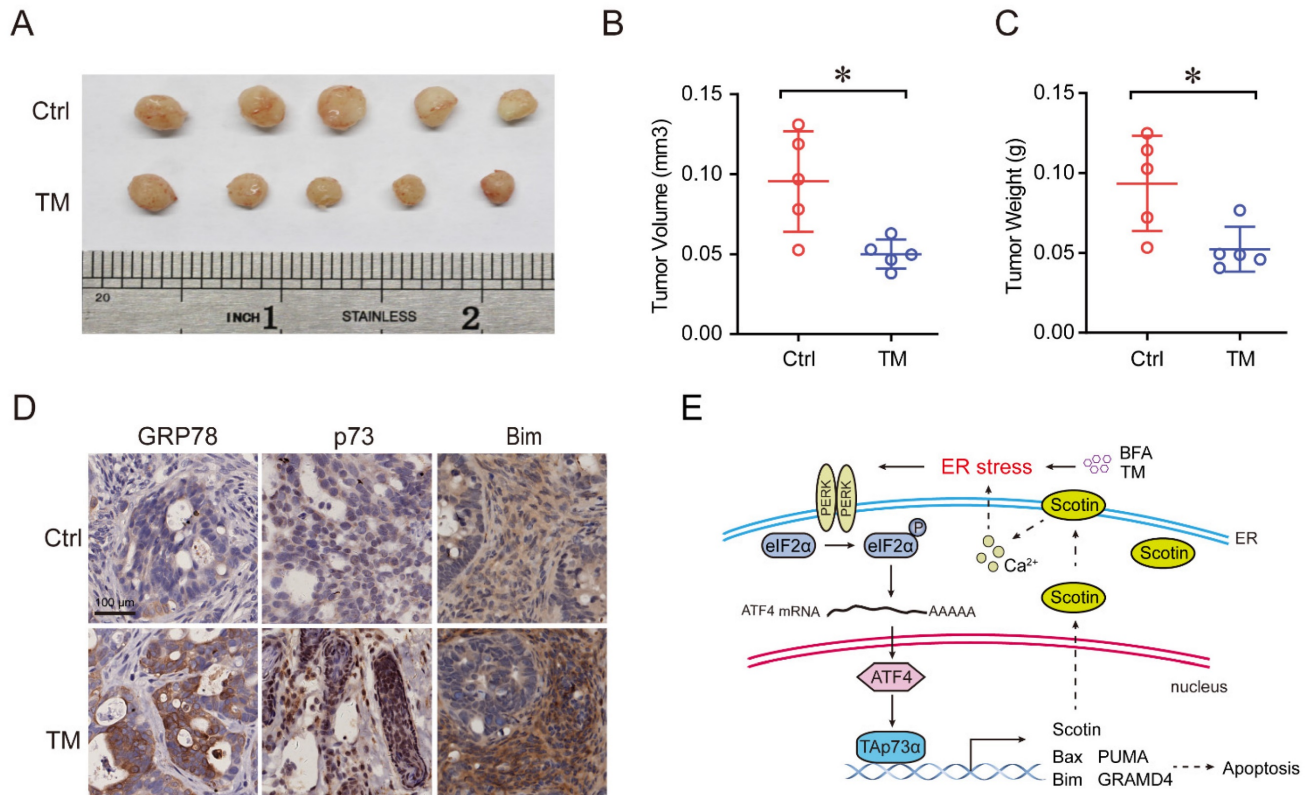 A
Ctrl
TM
20
INCH 1 STAINLESS 2
B
*
Tumor Volume (mm3)
0.15
0.10
0.05
0.00
Ctrl TM
C
*
Tumor Weight (g)
0.15
0.10
0.05
0.00
Ctrl TM
D
GRP78 p73 Bim
Ctrl
100 μm
TM
E
BFA
TM
ER stress
PERK PERK
Scotin
P
eIF2α eIF2α
ER
Scotin
Ca²⁺
Scotin
ATF4 mRNA AAAAA
nucleus
ATF4
TAp73α
Scotin
Bax PUMA
Bim GRAMD4
Apoptosis